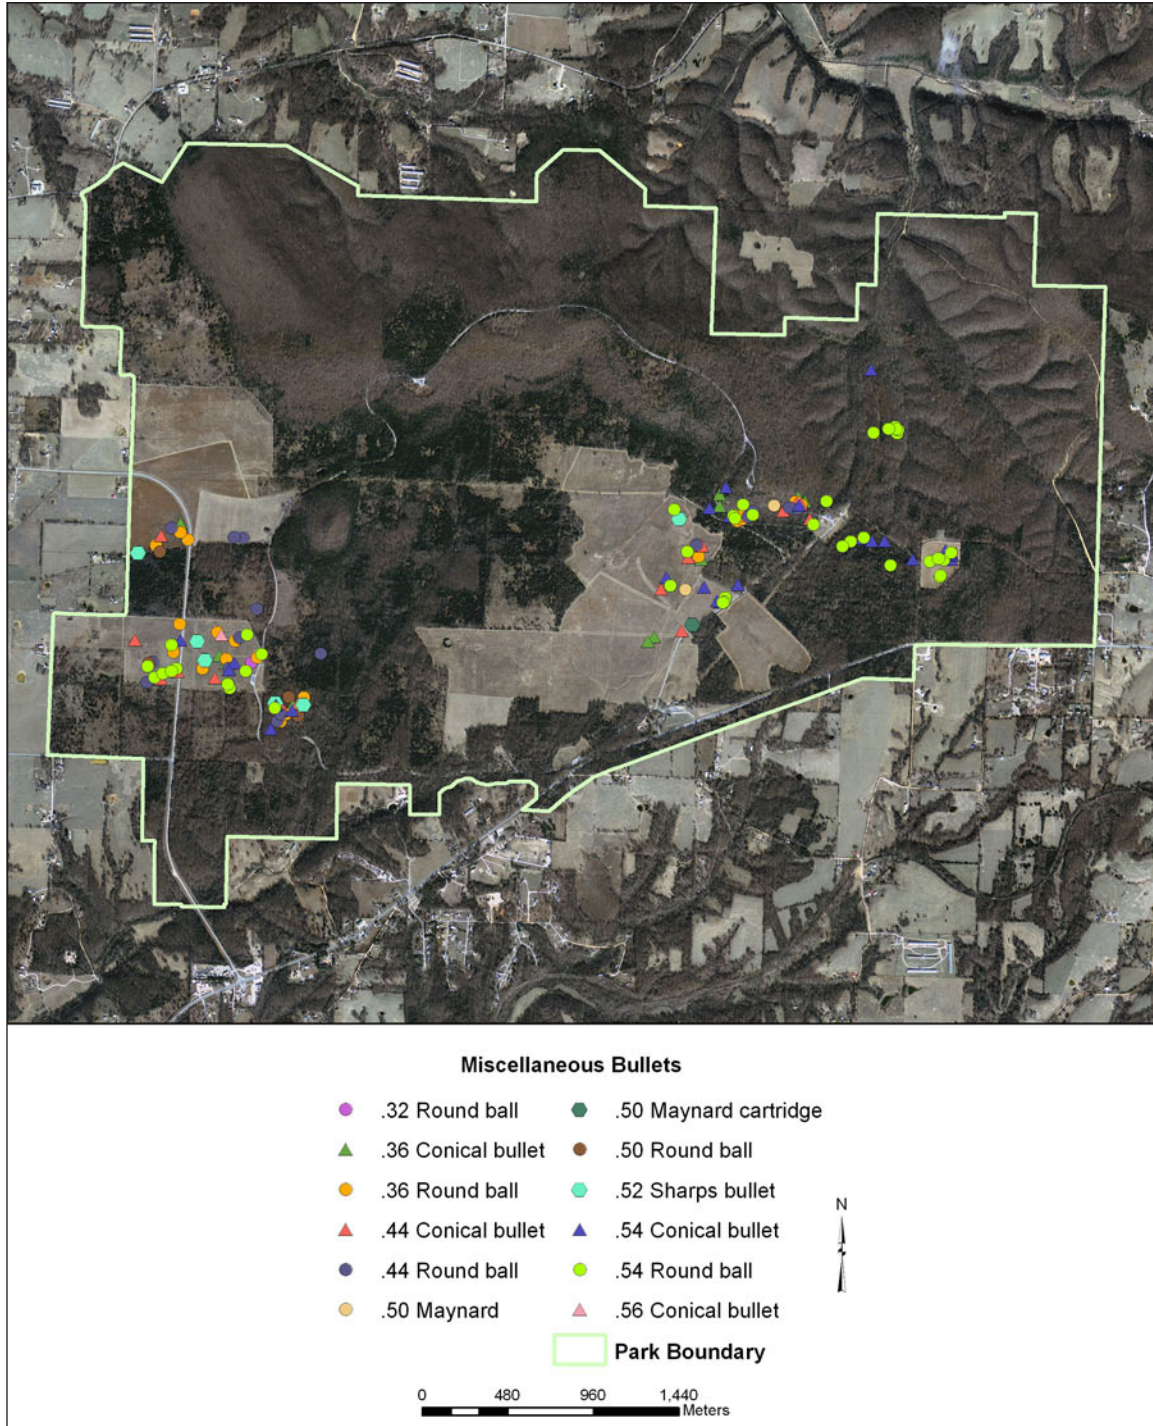 Miscellaneous Bullets
.32 Round ball
.36 Conical bullet
.36 Round ball
.44 Conical bullet
.44 Round ball
.50 Maynard
.50 Maynard cartridge
.50 Round ball
.52 Sharps bullet
.54 Conical bullet
.54 Round ball
.56 Conical bullet
Park Boundary
N
0 480 960 1,440
Meters